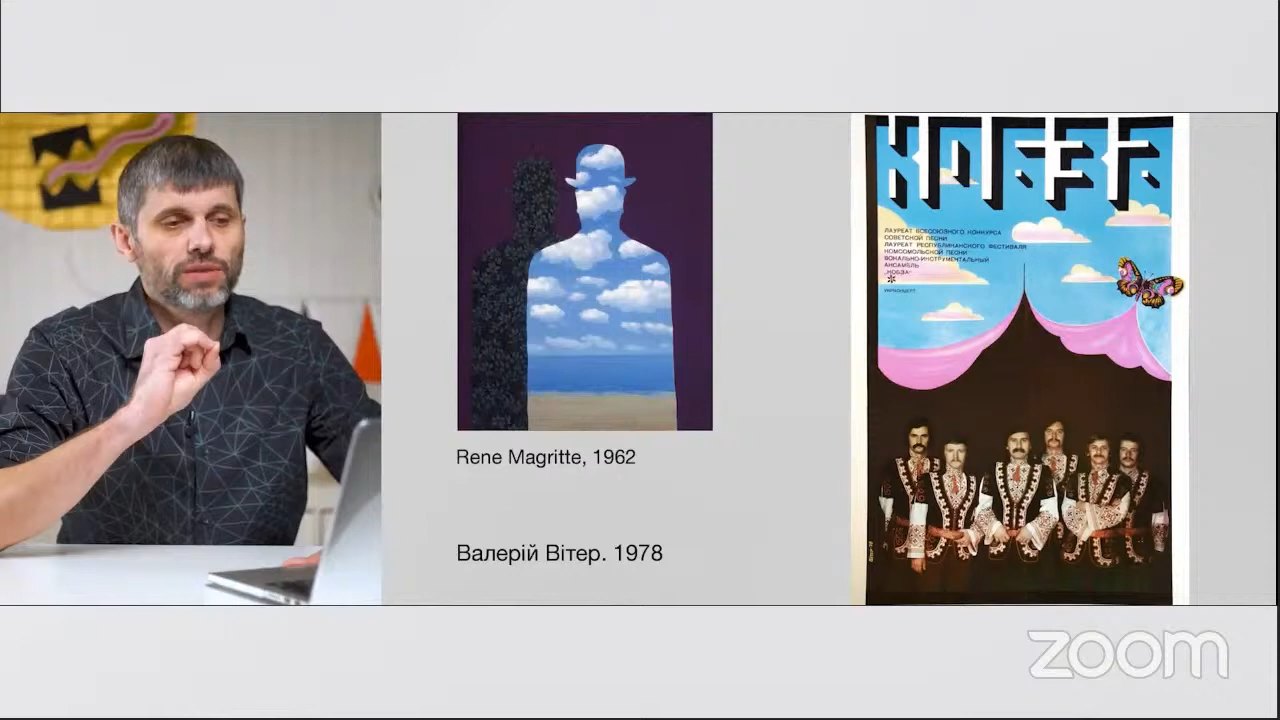 КОБЗА
ЛАУРЕАТ ВСЕСОЮЗНОГО КОНКУРСА
СОВЕТСКОЙ ПЕСНИ
ЛАУРЕАТ РЕСПУБЛИКАНСКОГО ФЕСТИВАЛЯ
КОМСОМОЛЬСКОЙ ПЕСНИ
ВОКАЛЬНО-ИНСТРУМЕНТАЛЬНЫЙ
АНСАМБЛЬ
„КОБЗА“
УКРКОНЦЕРТ
Rene Magritte, 1962
Валерій Вітер. 1978
zoom